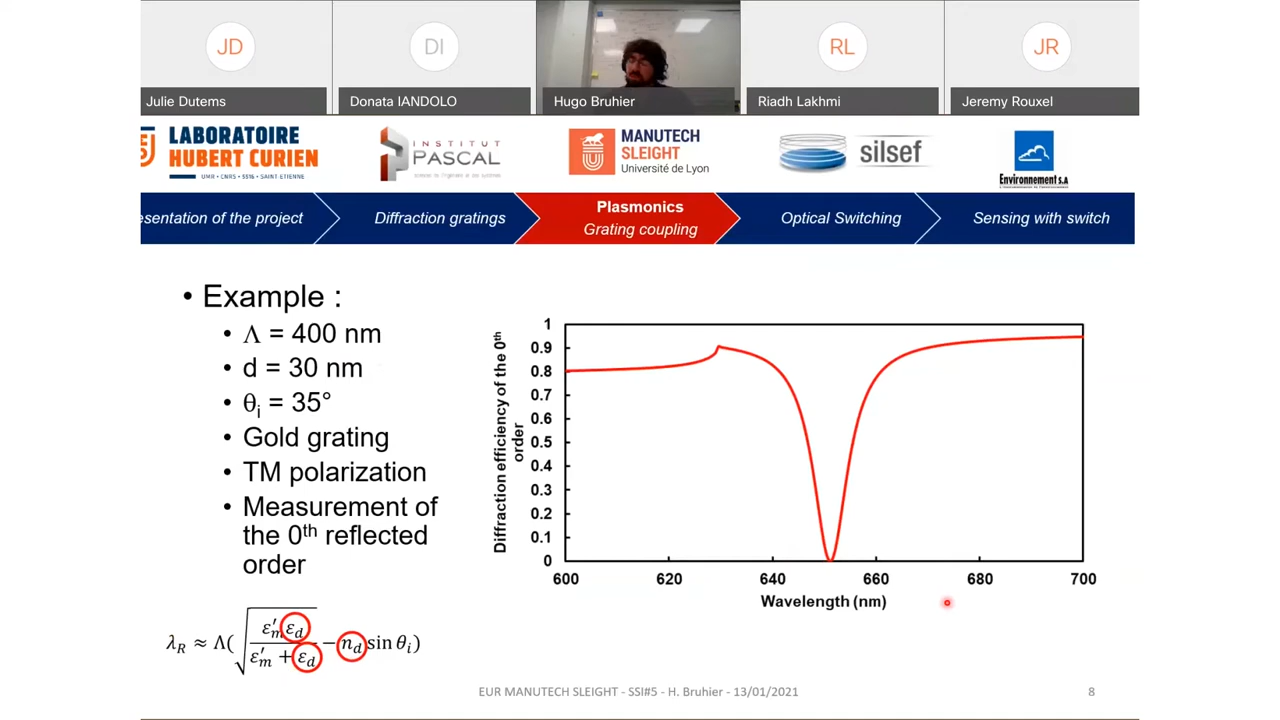 JD
DI
RL
JR
Julie Dutems
Donata IANDOLO
Hugo Bruhier
Riadh Lakhmi
Jeremy Rouxel
LABORATOIRE
HUBERT CURIEN
UMR • CNRS • 5516 • SAINT-ETIENNE
INSTITUT
PASCAL
MANUTECH
SLEIGHT
Université de Lyon
silsef
Environnement S.A
esentation of the project
Diffraction gratings
Plasmonics
Grating coupling
Optical Switching
Sensing with switch
• Example :
• Λ = 400 nm
• d = 30 nm
• θi = 35°
• Gold grating
• TM polarization
• Measurement of
the 0th reflected
order
λR ≈ Λ(√(ε′m εd / ε′m + εd) − nd sin θi)
Diffraction efficiency of the 0th
order
1
0.9
0.8
0.7
0.6
0.5
0.4
0.3
0.2
0.1
0
600 620 640 660 680 700
Wavelength (nm)
EUR MANUTECH SLEIGHT - SSI#5 - H. Bruhier - 13/01/2021
8